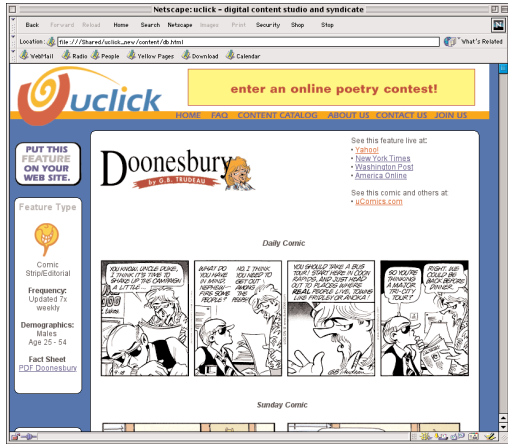 Netscape: uclick – digital content studio and syndicate
Back Forward Reload Home Search Netscape Images Print Security Shop Stop
Location: file:///Shared/uclick_new/content/db.html What's Related
WebMail Radio People Yellow Pages Download Calendar
uclick
enter an online poetry contest!
HOME FAQ CONTENT CATALOG ABOUT US CONTACT US JOIN US
PUT THIS
FEATURE
ON YOUR
WEB SITE.
Feature Type
Comic
Strip/Editorial
Frequency:
Updated 7x
weekly
Demographics:
Males
Age 25 - 54
Fact Sheet
PDF Doonesbury
Doonesbury
by G.B. TRUDEAU
See this feature live at:
• Yahoo!
• New York Times
• Washington Post
• America Online
See this comic and others at:
• uComics.com
Daily Comic
YOU KNOW, UNCLE DUKE,
I THINK IT'S TIME TO
SHAKE UP THE CAMPAIGN
A LITTLE...
WHAT DO
YOU HAVE
IN MIND,
NEPHEW—
FIRE SOME
PEOPLE?
NO, I THINK
YOU NEED TO
GET OUT
AMONG
THE
PEEPS!
YOU SHOULD TAKE A BUS
TOUR! START HERE IN COON
RAPIDS, AND JUST HEAD
OUT TO PLACES WHERE
REAL PEOPLE LIVE, TOWNS
LIKE FRIDLEY OR ANOKA!
SO YOU'RE
THINKING
A MAJOR
TRI-CITY
TOUR?
RIGHT. WE
COULD BE
BACK BEFORE
DINNER.
Sunday Comic